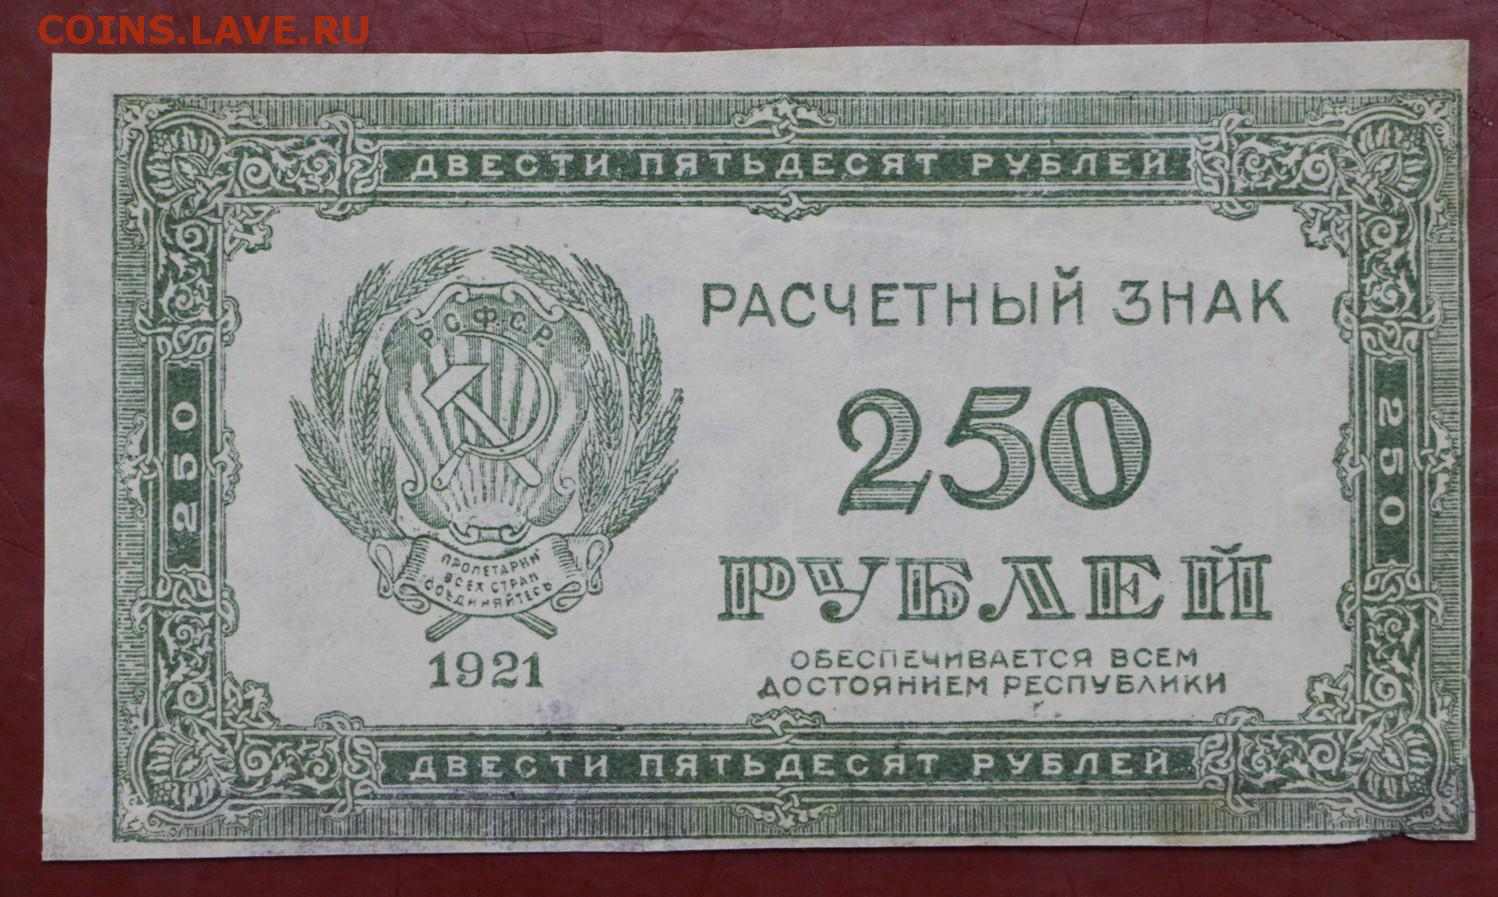 COINS.LAVE.RU
ДВЕСТИ ПЯТЬДЕСЯТ РУБЛЕЙ
РСФСР
РАСЧЕТНЫЙ ЗНАК
250
250
250
РУБЛЕЙ
ПРОЛЕТАРИИ
ВСЕХ СТРАН
СОЕДИНЯЙТЕСЬ
1921
ОБЕСПЕЧИВАЕТСЯ ВСЕМ
ДОСТОЯНИЕМ РЕСПУБЛИКИ
ДВЕСТИ ПЯТЬДЕСЯТ РУБЛЕЙ